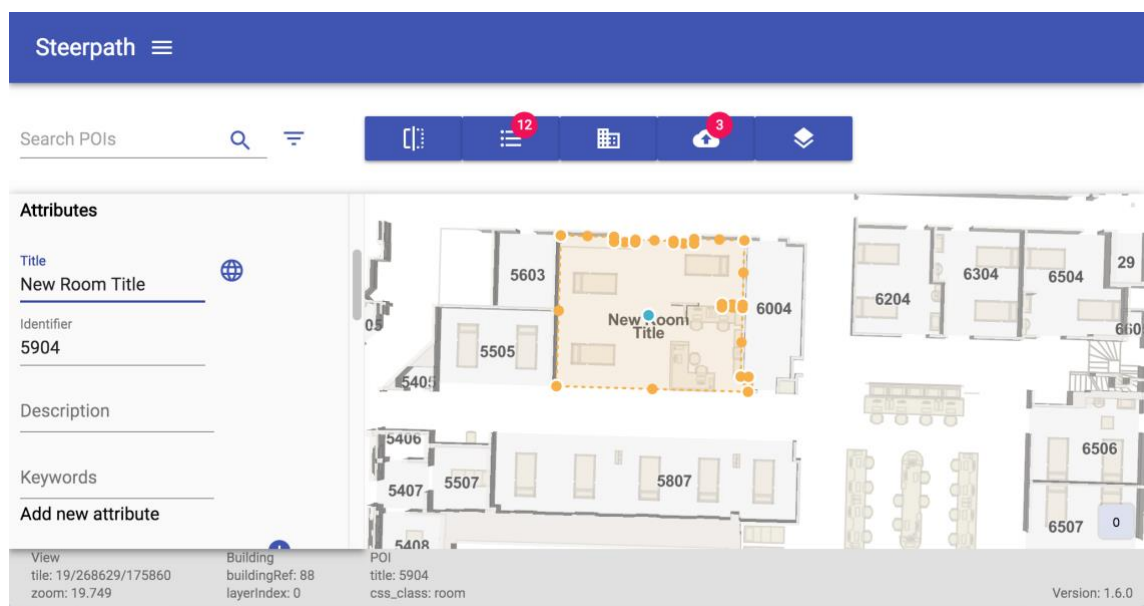 Steerpath
Search POIs
12
3
Attributes
Title
New Room Title
Identifier
5904
Description
Keywords
Add new attribute
5603
New Room
Title
6004
5505
5405
6204
6304
6504
29
5406
5407
5507
5807
5408
6506
6507
0
View
tile: 19/268629/175860
zoom: 19.749
Building
buildingRef: 88
layerIndex: 0
POI
title: 5904
css_class: room
Version: 1.6.0